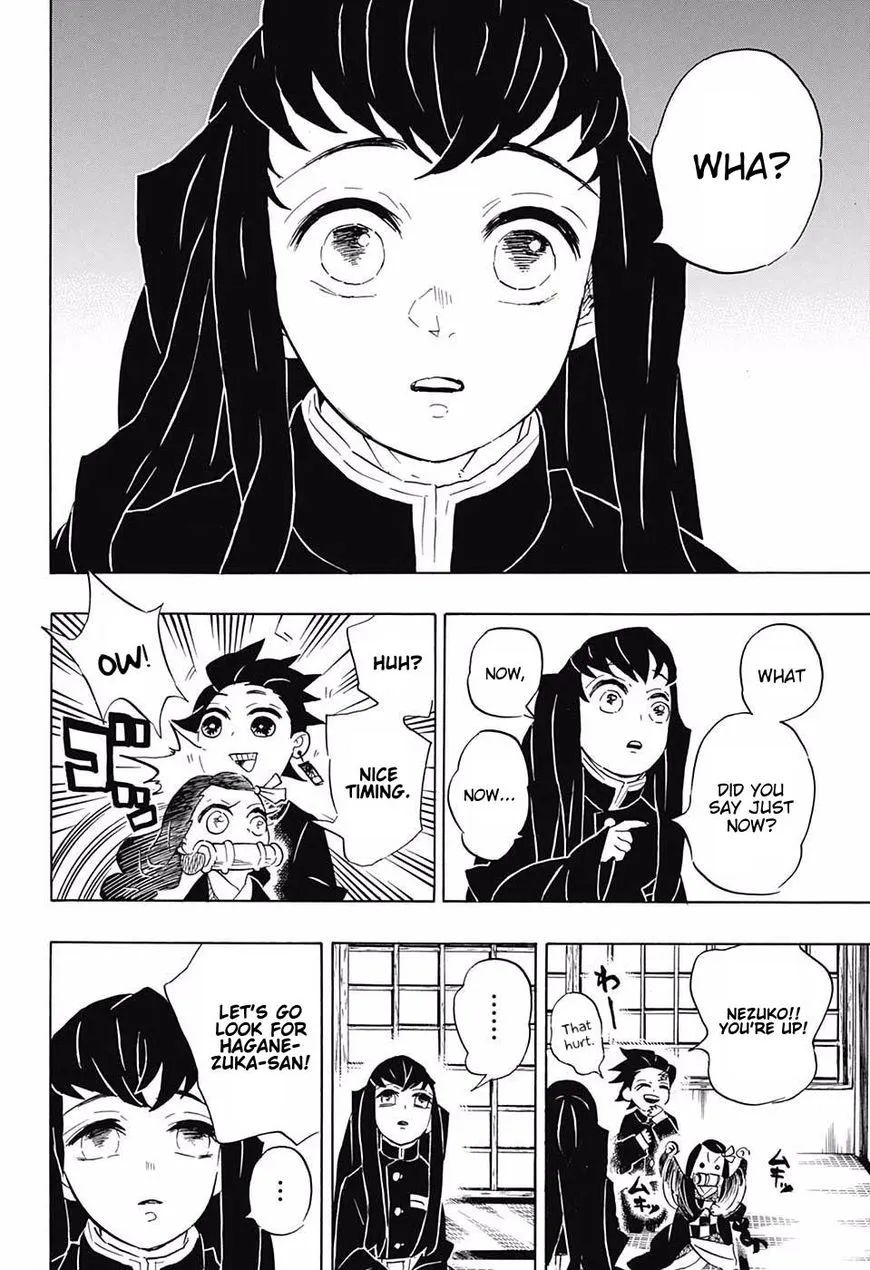 WHA?
WHAT
DID YOU
SAY JUST
NOW?
NOW,
NOW...
HUH?
NICE
TIMING.
OW!
NEZUKO!!
YOU'RE UP!
わー
That
hurt.
ムキッ
ムキッ
......
LET'S GO
LOOK FOR
HAGANE-
ZUKA-SAN!
...